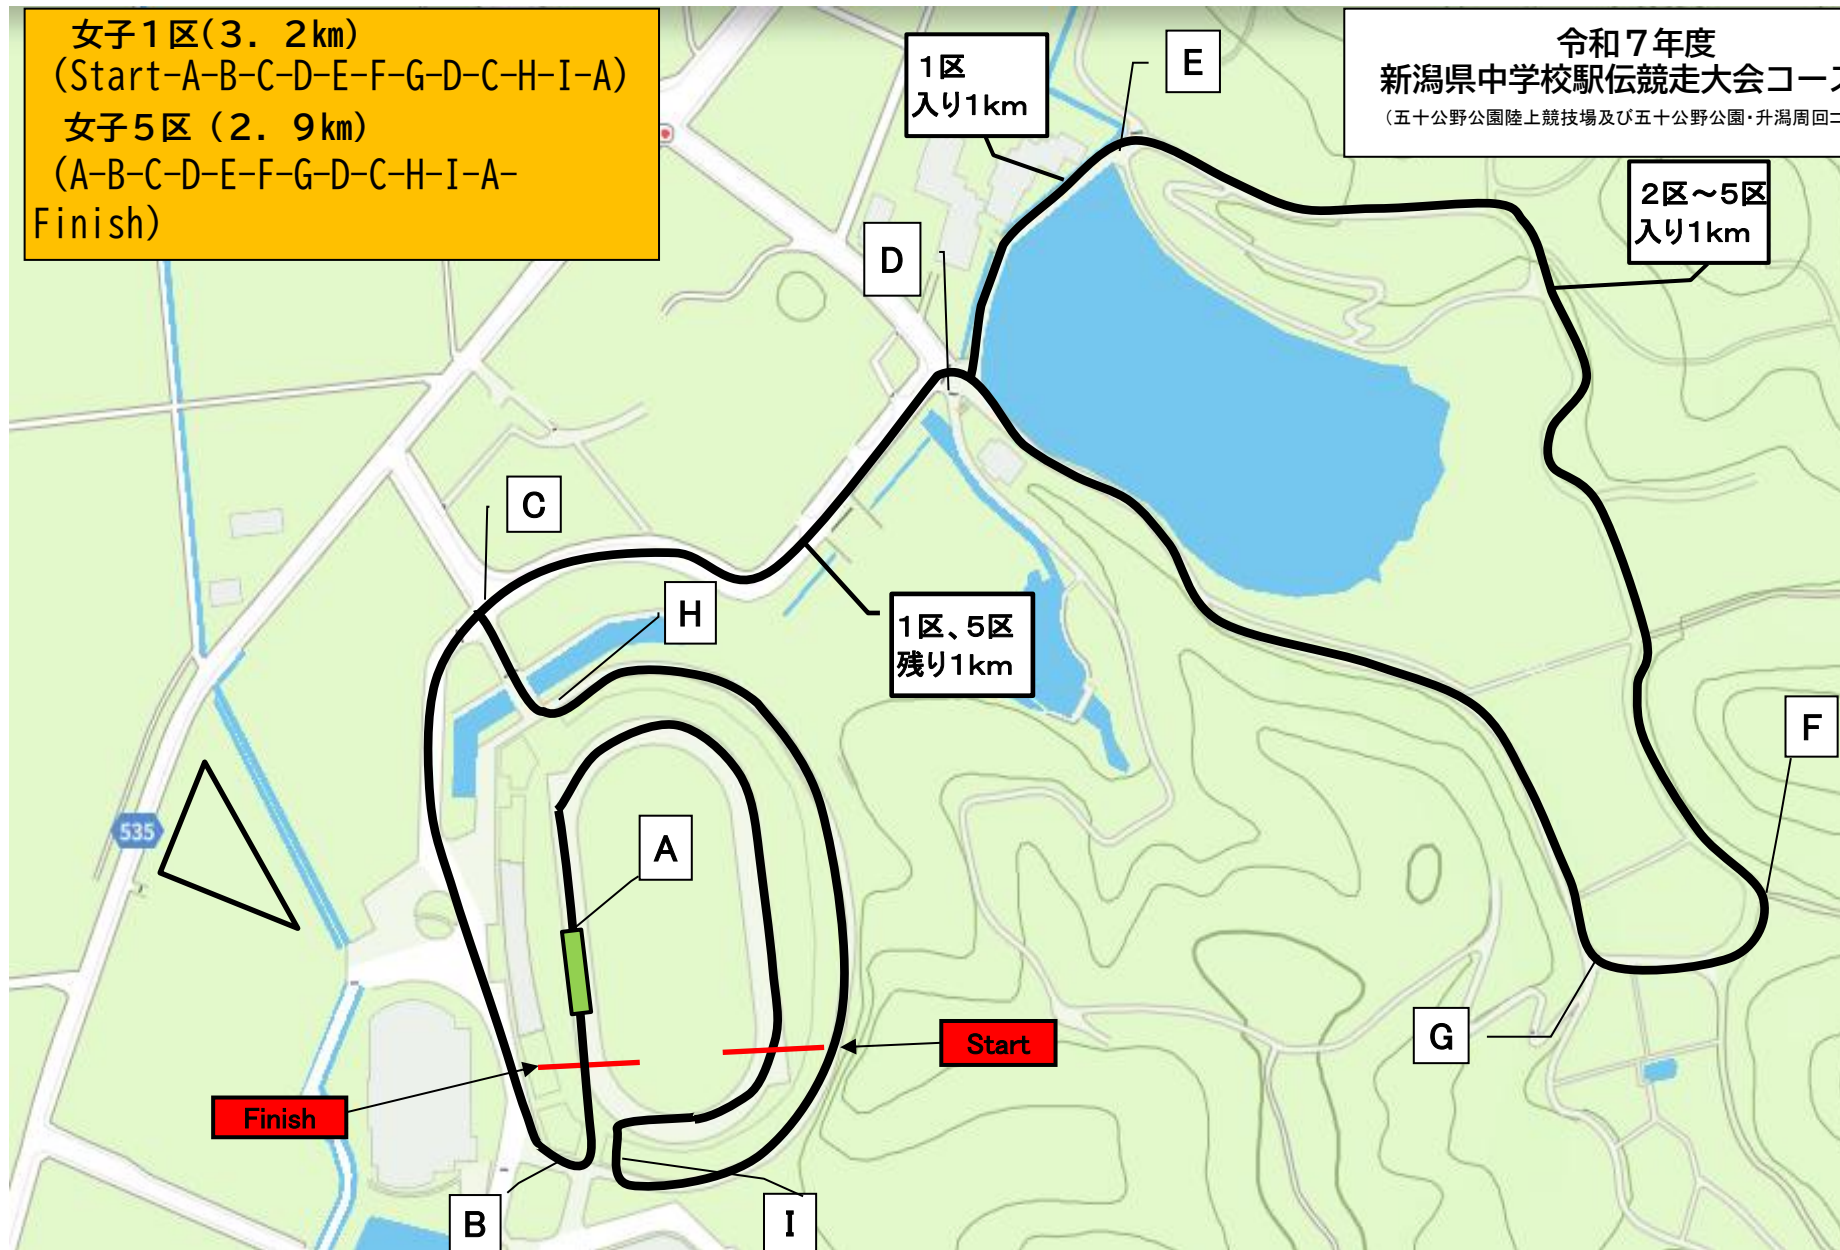 女子1区(3．2km)
(Start-A-B-C-D-E-F-G-D-C-H-I-A)
女子5区（2．9km)
(A-B-C-D-E-F-G-D-C-H-I-A-
Finish)
令和7年度
新潟県中学校駅伝競走大会コー
(五十公野公園陸上競技場及び五十公野公園・升潟周回
1区
入り1km
E
2区～5区
入り1km
D
C
H
1区、5区
残り1km
F
535
A
G
Start
Finish
B
I